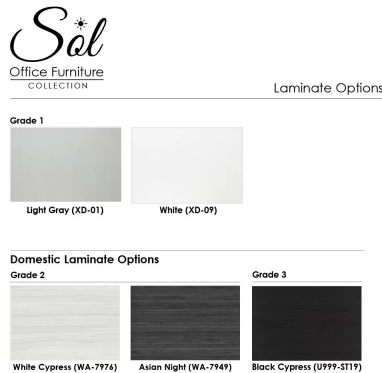 Sol
Office Furniture
COLLECTION
Laminate Options
Grade 1
Light Gray (XD-01)
White (XD-09)
Domestic Laminate Options
Grade 2
Grade 3
White Cypress (WA-7976)
Asian Night (WA-7949)
Black Cypress (U999-ST19)